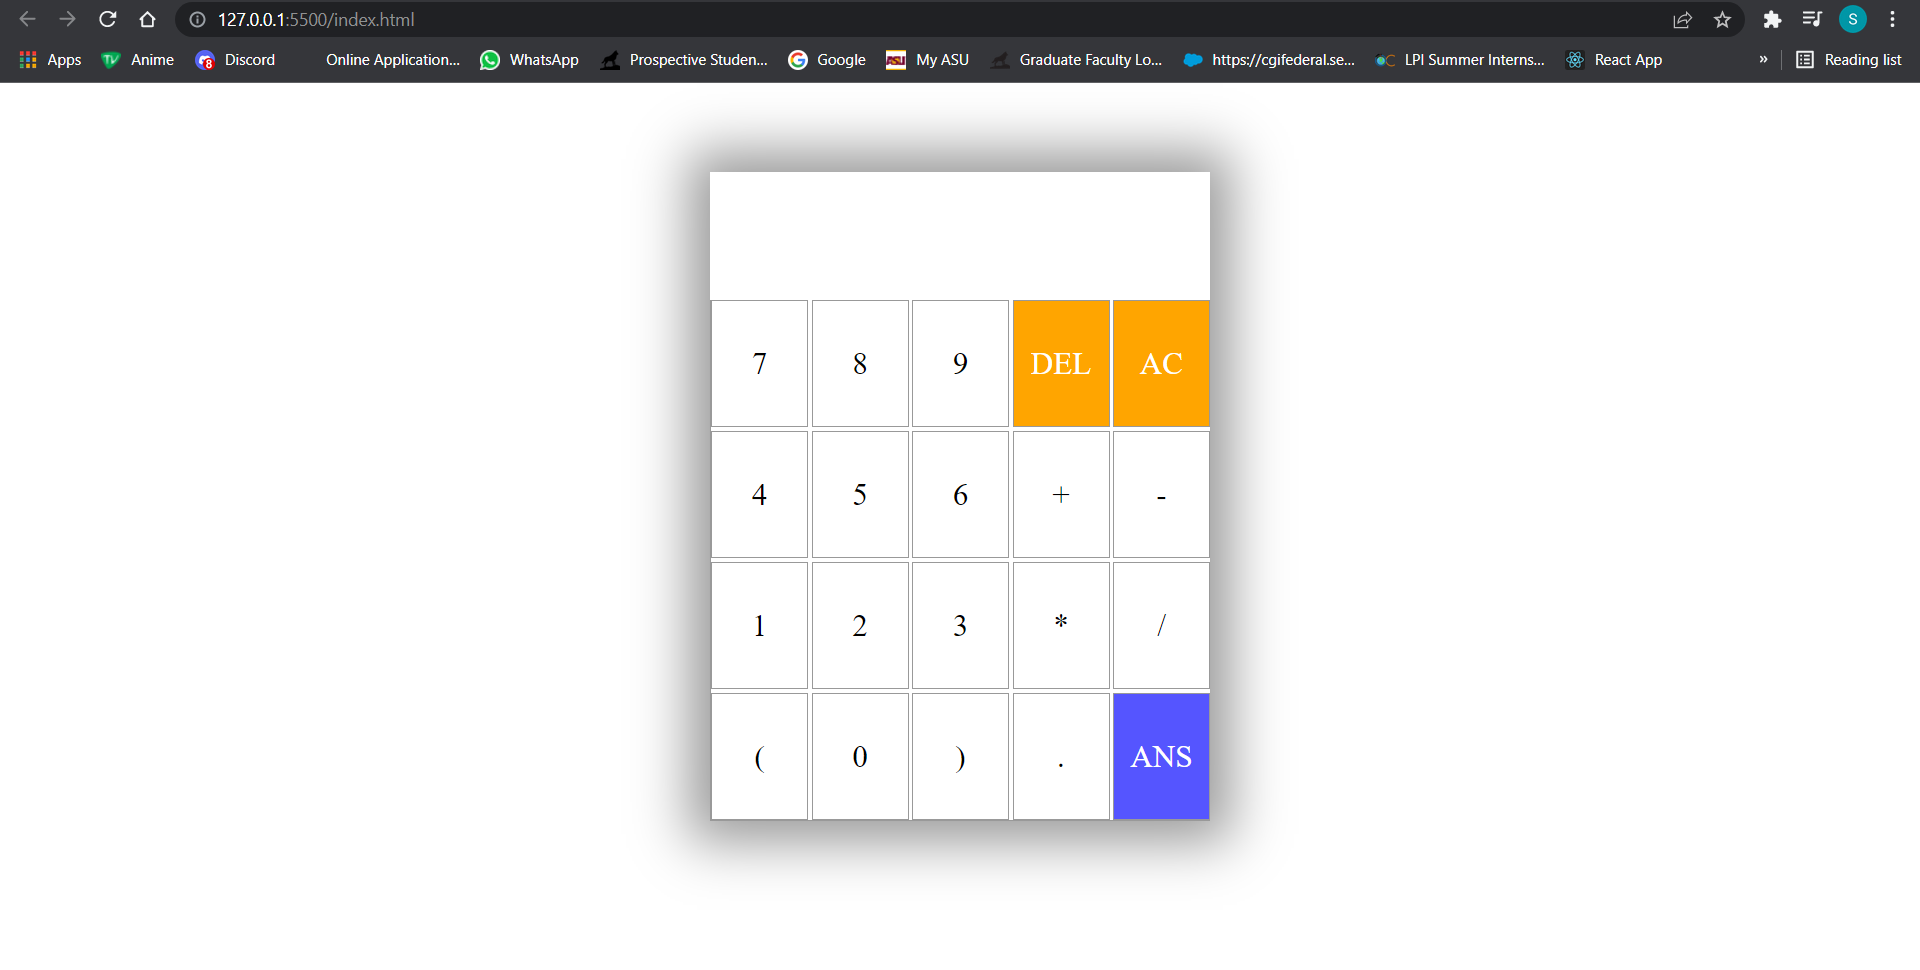 127.0.0.1:5500/index.html S
Apps Anime 8 Discord Online Application... WhatsApp Prospective Studen... G Google ASU My ASU Graduate Faculty Lo... https://cgifederal.se... LPI Summer Interns... React App » Reading list
7 8 9 DEL AC
4 5 6 + -
1 2 3 * /
( 0 ) . ANS